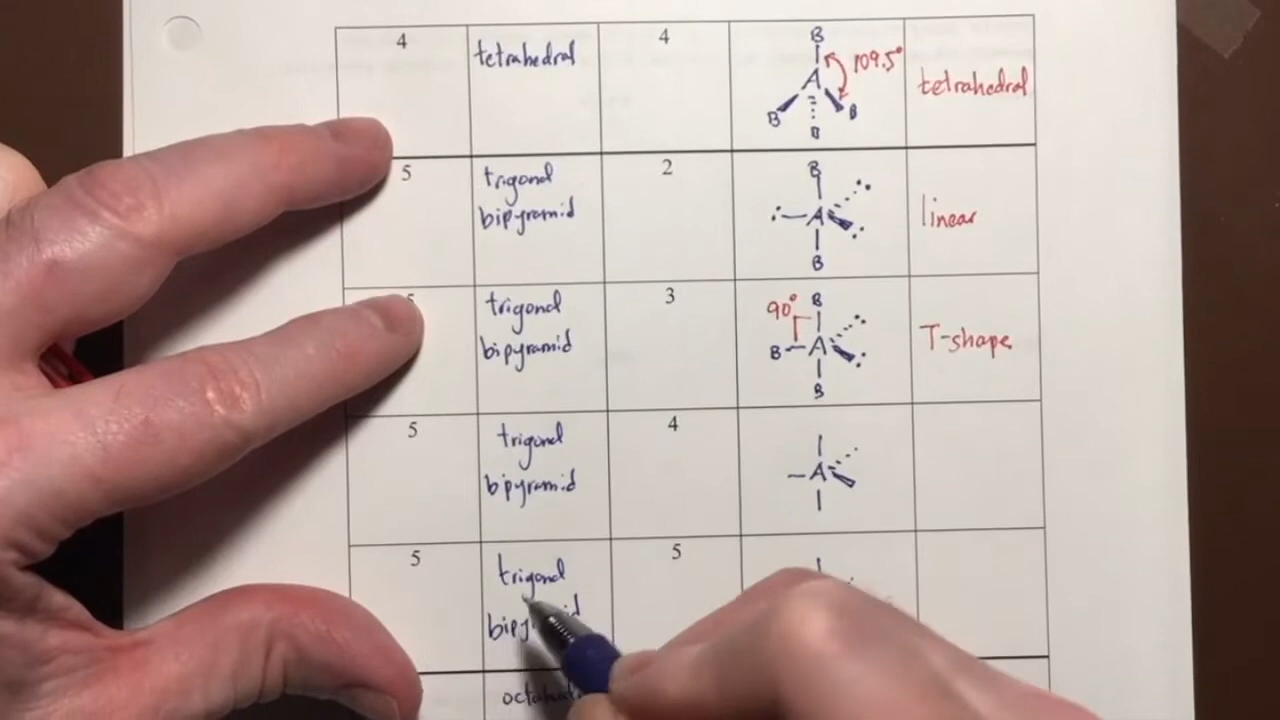 4 tetrahedral 4 B 109.5° tetrahedral
A
B B
B
5 trigonal 2 B linear
bipyramid A
B
trigonal 3 90° B T-shape
bipyramid B A
B
5 trigonal 4
bipyramid A
5 trigonal 5